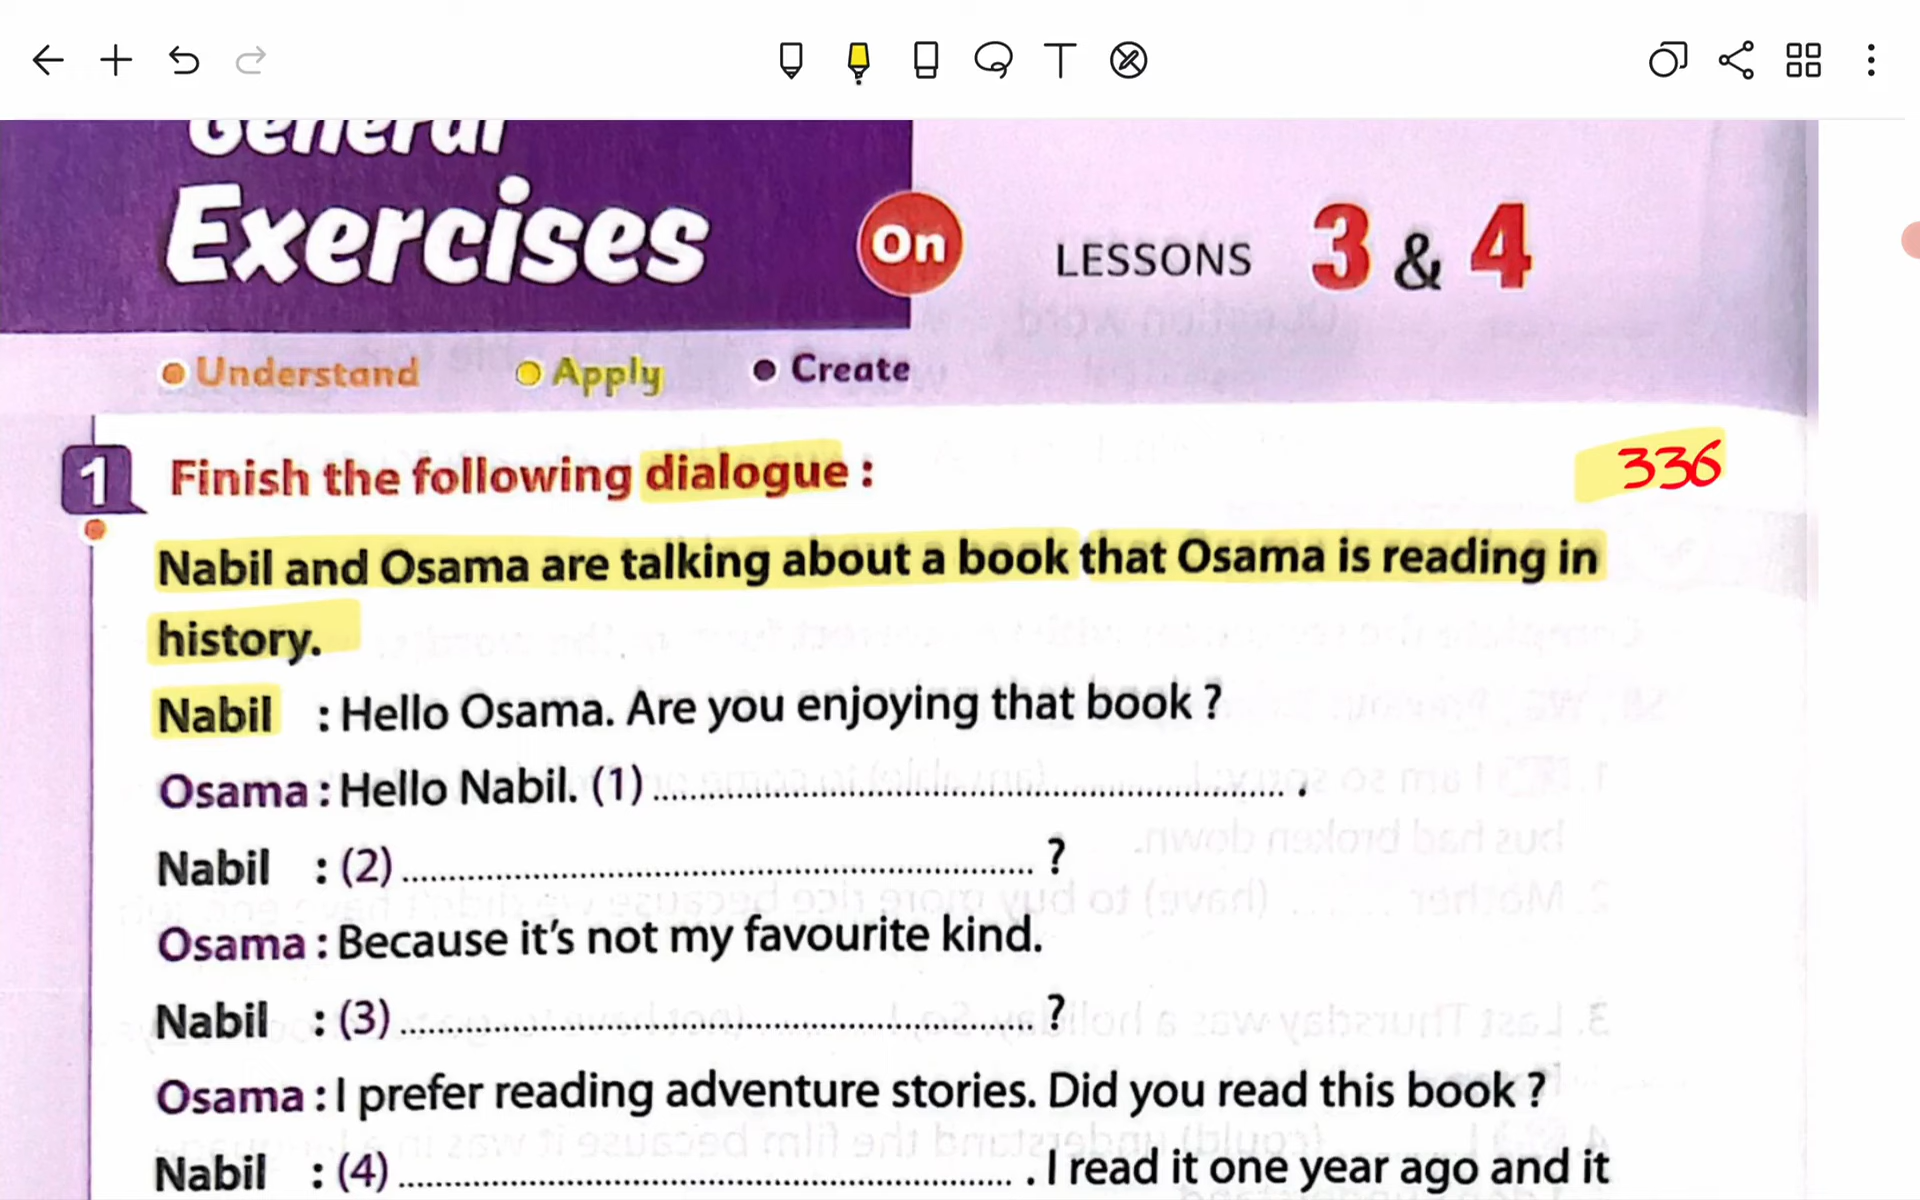 General
Exercises On LESSONS 3 & 4
Understand Apply Create
1 Finish the following dialogue : 336
Nabil and Osama are talking about a book that Osama is reading in
history.
Nabil : Hello Osama. Are you enjoying that book ?
Osama : Hello Nabil. (1) ........................................ .
Nabil : (2) ........................................ ?
Osama : Because it's not my favourite kind.
Nabil : (3) ........................................ ?
Osama : I prefer reading adventure stories. Did you read this book ?
Nabil : (4) ........................................ . I read it one year ago and it